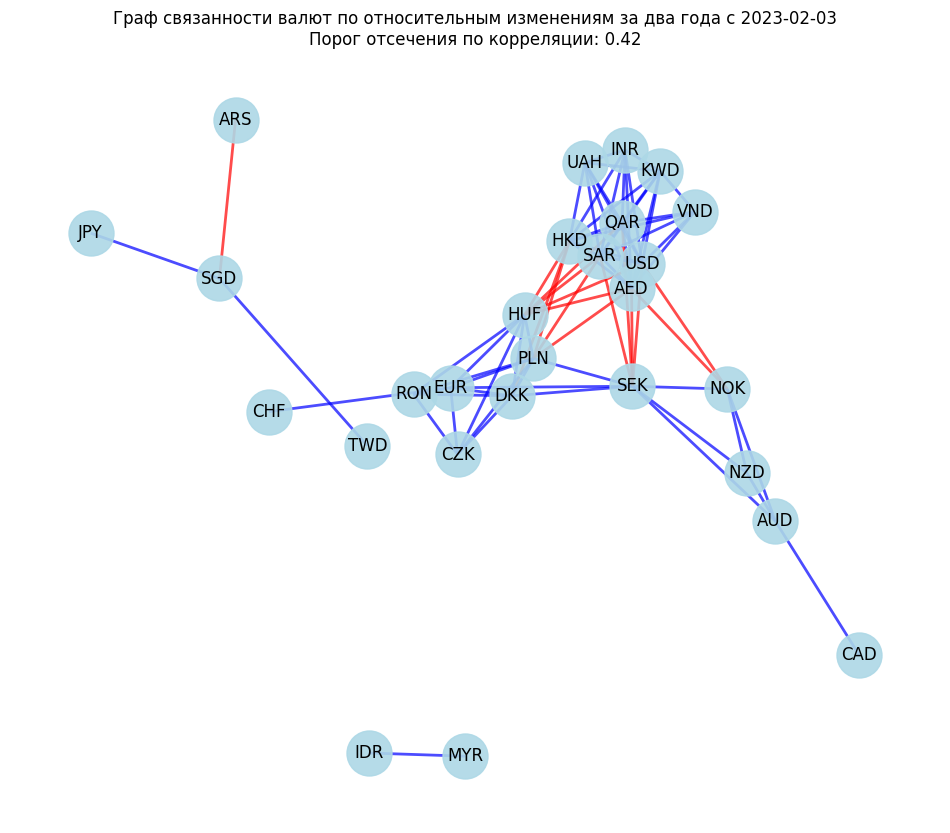 Граф связанности валют по относительным изменениям за два года с 2023-02-03
Порог отсечения по корреляции: 0.42
ARS
INR
UAH
KWD
VND
QAR
JPY
HKD
SAR
USD
SGD
AED
HUF
PLN
SEK
EUR
NOK
RON
DKK
CHF
TWD
CZK
NZD
AUD
CAD
IDR
MYR